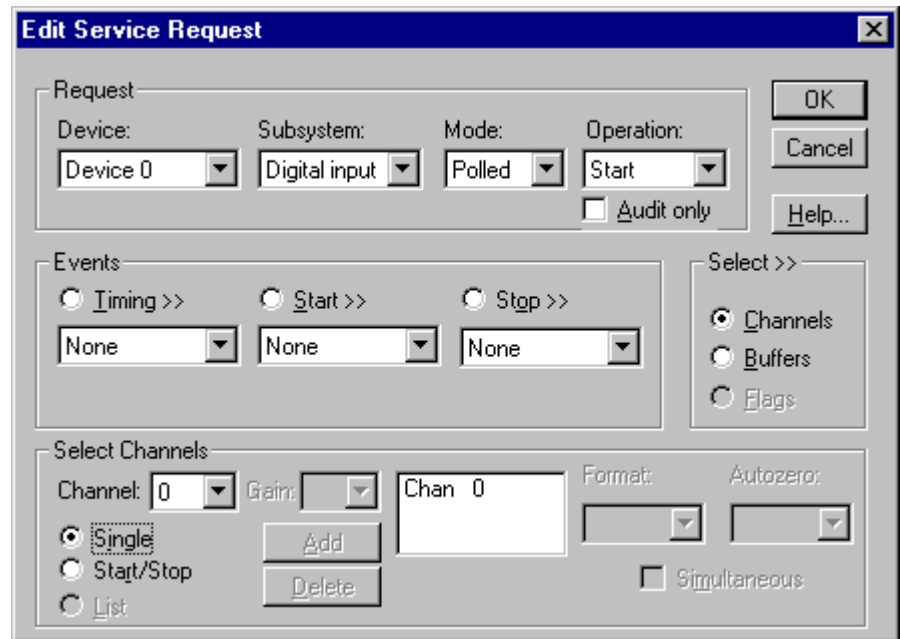 Edit Service Request
Request
OK
Device: Subsystem: Mode: Operation:
Device 0 Digital input Polled Start
Cancel
Audit only
Help...
Events
Timing >> Start >> Stop >>
None None None
Select >>
Channels
Buffers
Flags
Select Channels
Channel: 0 Gain: Chan 0 Format: Autozero:
Single Add
Start/Stop Delete Simultaneous
List